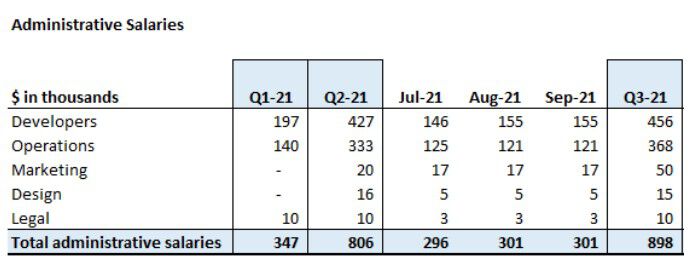 Administrative Salaries
$ in thousands Q1-21 Q2-21 Jul-21 Aug-21 Sep-21 Q3-21
Developers 197 427 146 155 155 456
Operations 140 333 125 121 121 368
Marketing - 20 17 17 17 50
Design - 16 5 5 5 15
Legal 10 10 3 3 3 10
Total administrative salaries 347 806 296 301 301 898